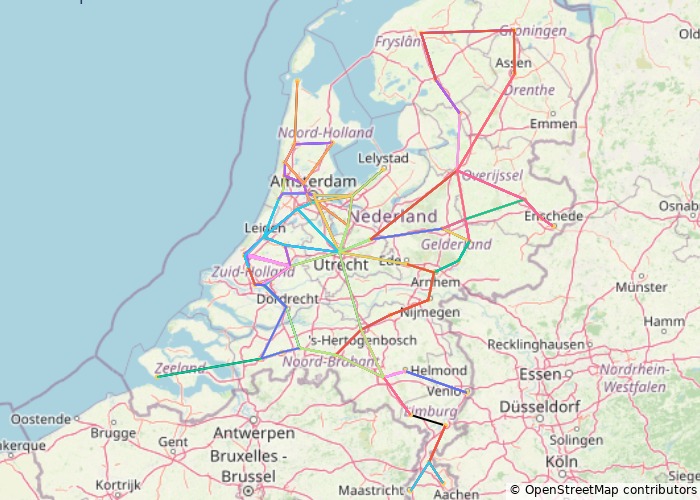 Fryslân
Groningen
Assen
Drenthe
Emmen
Noord-Holland
Lelystad
Amsterdam
Overijssel
Nederland
Enschede
Osnab
Leiden
Gelderland
Utrecht
Ede
Zuid-Holland
Arnhem
Münster
Dordrecht
Nijmegen
Hamm
's-Hertogenbosch
Recklinghausen
Zeeland
Noord-Brabant
Helmond
Essen
Nordrhein-
Westfalen
Venlo
Limburg
Düsseldorf
Oostende
Brugge
Antwerpen
Solingen
nkerque
Gent
Bruxelles -
Brussel
Köln
Kortrijk
Maastricht
Aachen
© OpenStreetMap contributors